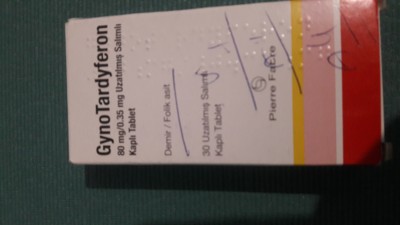 GynoTardyferon
80 mg/0.35 mg Uzatılmış Salımlı
Kaplı Tablet
Demir / Folik asit
30 Uzatılmış Salımlı
Kaplı Tablet
Pierre Fabre